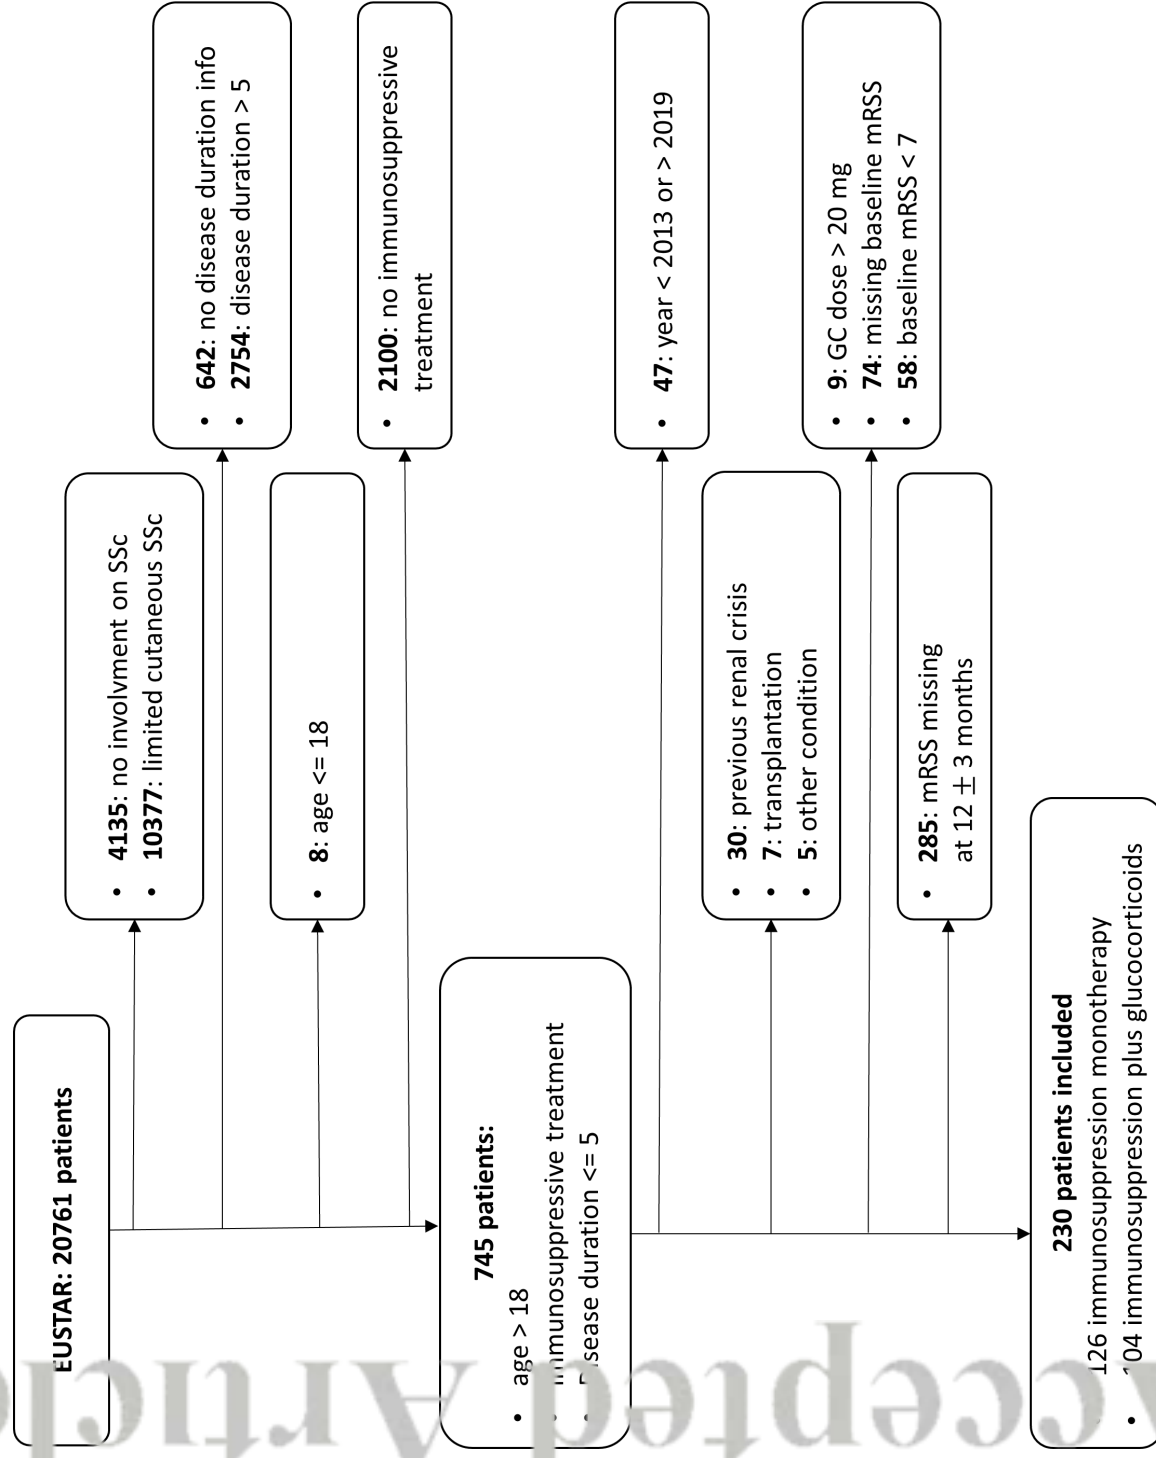 EUSTAR: 20761 patients
• 4135: no involvment on SSc
• 10377: limited cutaneous SSc
• 642: no disease duration info
• 2754: disease duration > 5
• 8: age <= 18
• 2100: no immunosuppressive
treatment
745 patients:
• age > 18
• immunosuppressive treatment
• Disease duration <= 5
• 47: year < 2013 or > 2019
• 30: previous renal crisis
• 7: transplantation
• 5: other condition
• 9: GC dose > 20 mg
• 74: missing baseline mRSS
• 58: baseline mRSS < 7
• 285: mRSS missing
at 12 ± 3 months
230 patients included
126 immunosuppression monotherapy
• 104 immunosuppression plus glucocorticoids
Accepted Article